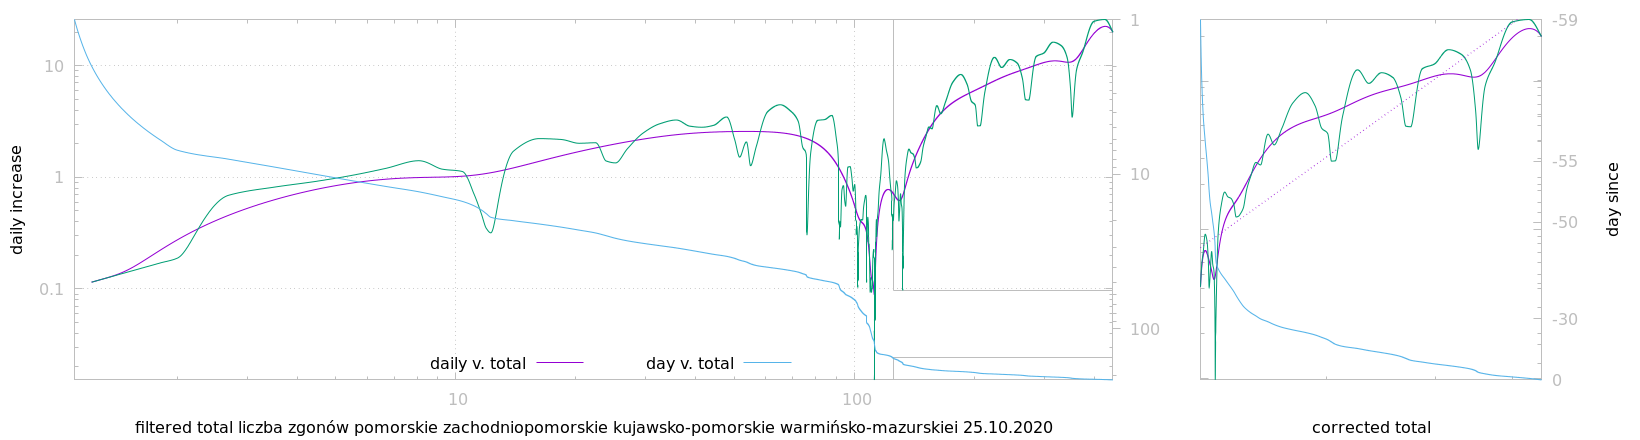 1
-59
10
daily increase
1
10
-55
day since
-50
0.1
-30
100
daily v. total
day v. total
0
10
100
filtered total liczba zgonów pomorskie zachodniopomorskie kujawsko-pomorskie warmińsko-mazurskiei 25.10.2020
corrected total